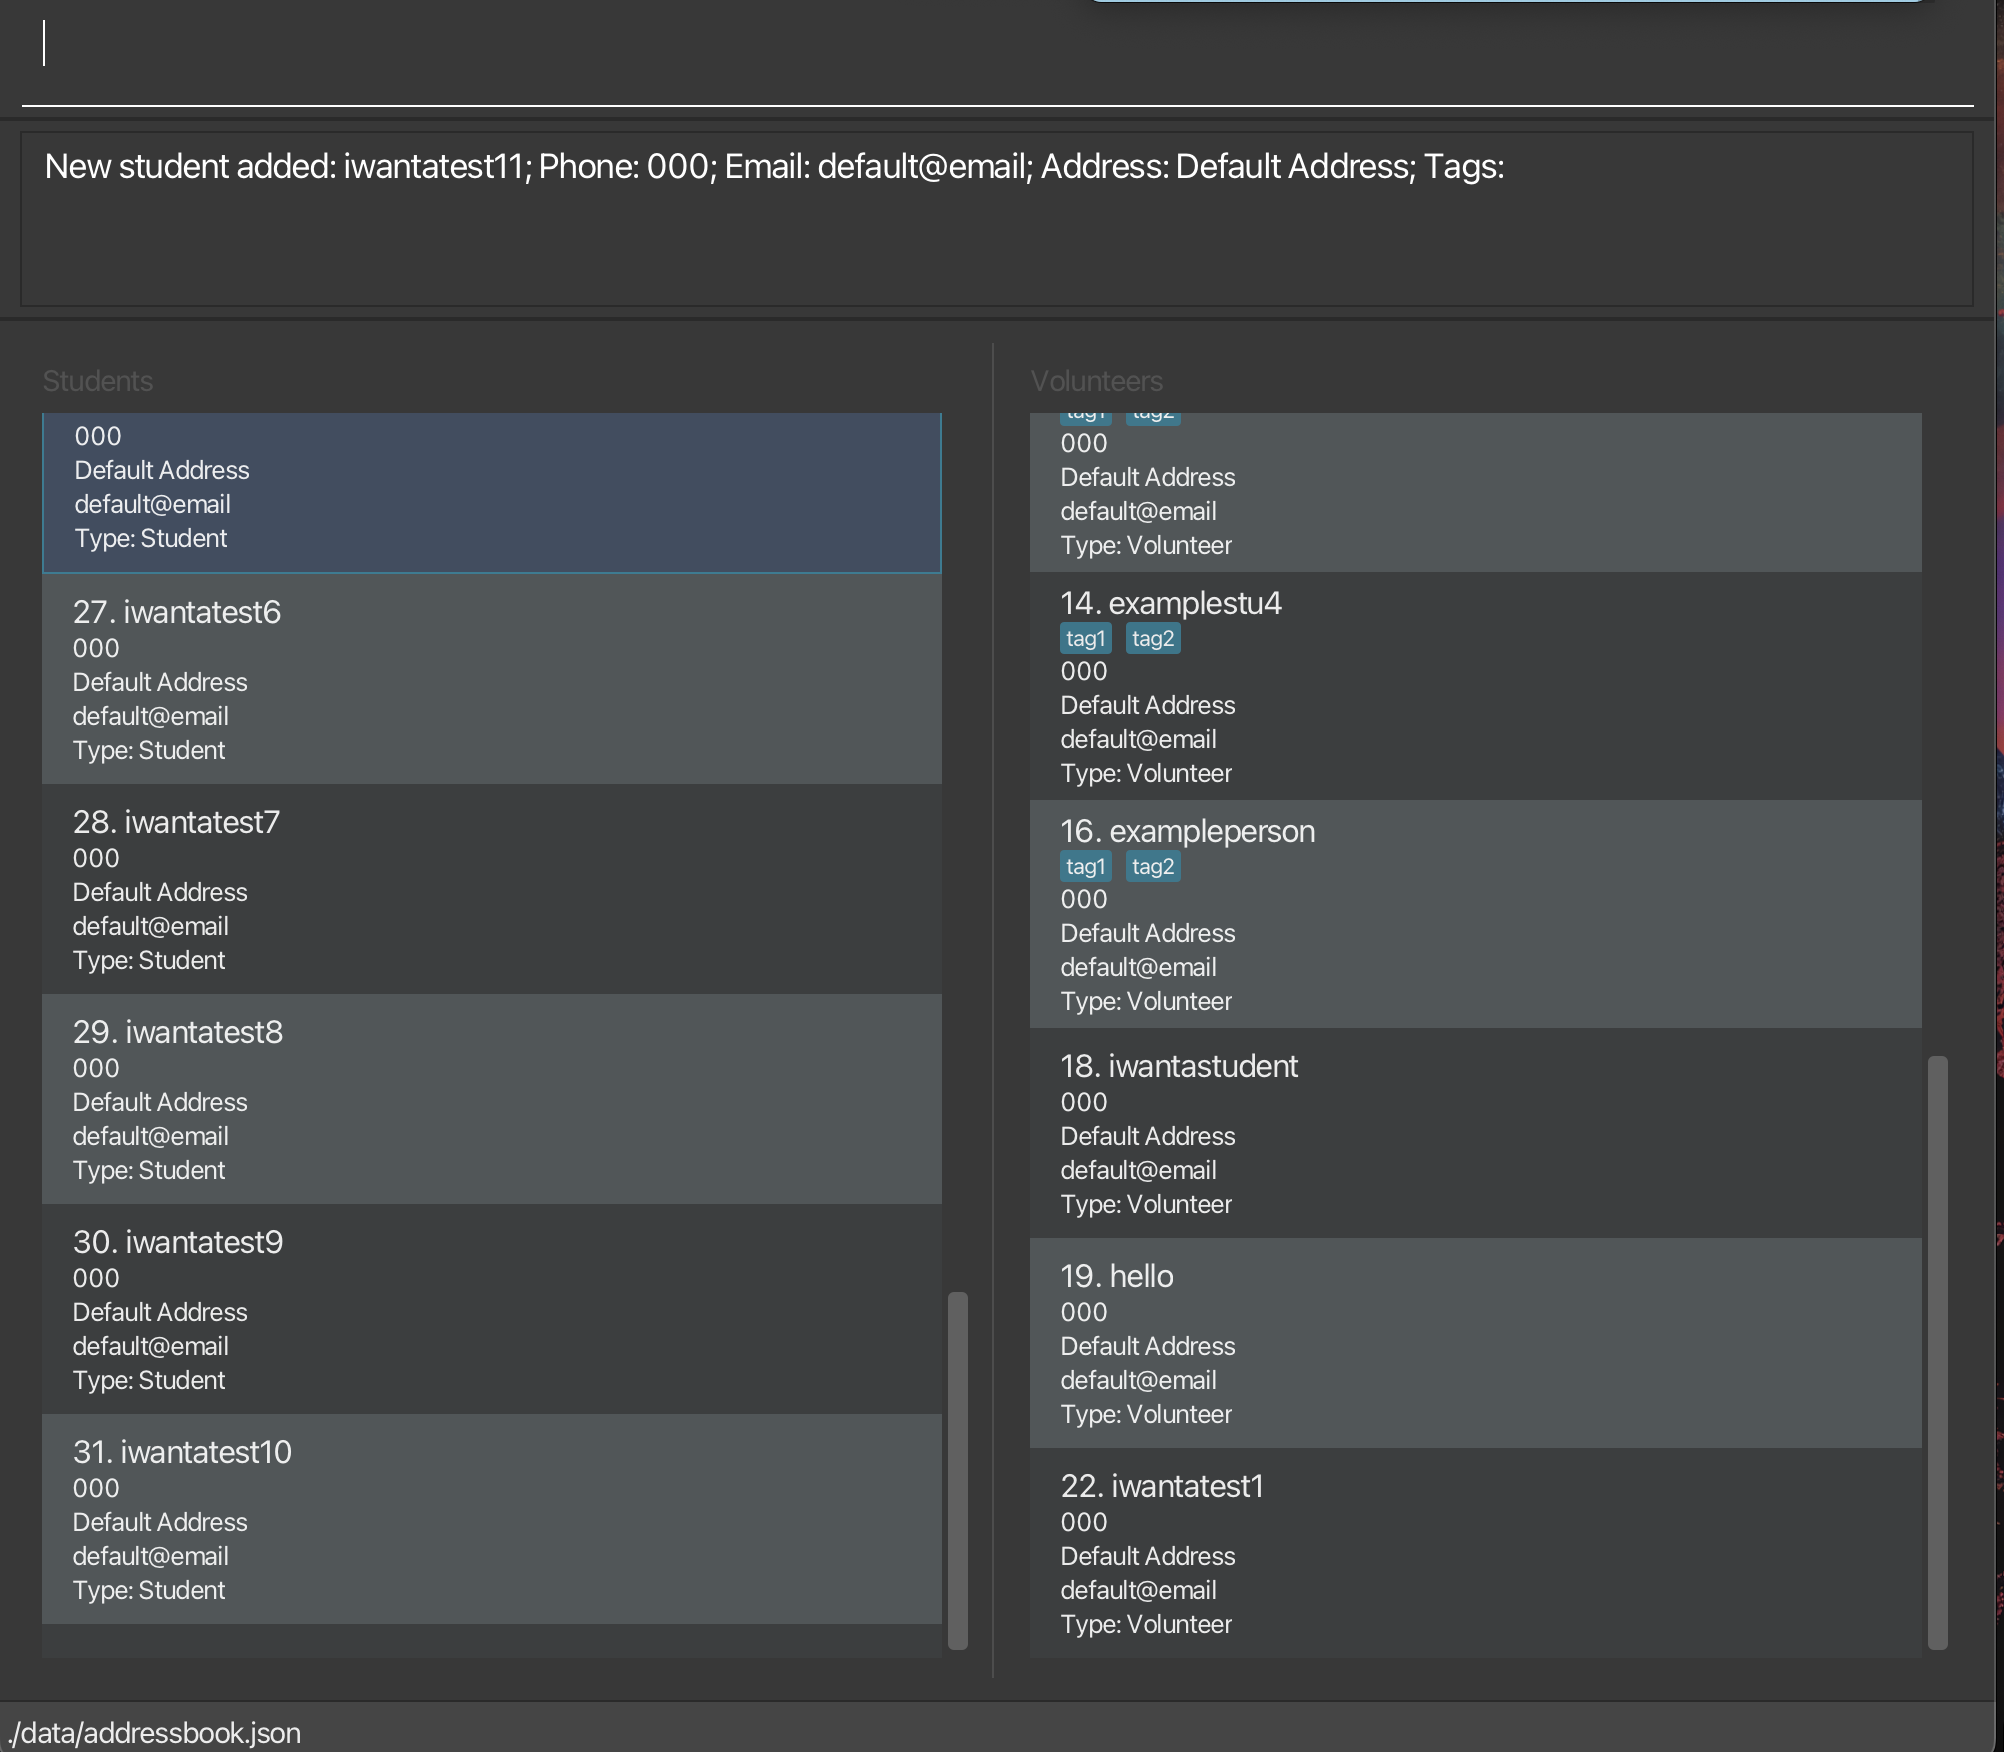 New student added: iwantatest11; Phone: 000; Email: default@email; Address: Default Address; Tags:
Students
000
Default Address
default@email
Type: Student
27. iwantatest6
000
Default Address
default@email
Type: Student
28. iwantatest7
000
Default Address
default@email
Type: Student
29. iwantatest8
000
Default Address
default@email
Type: Student
30. iwantatest9
000
Default Address
default@email
Type: Student
31. iwantatest10
000
Default Address
default@email
Type: Student
Volunteers
tag1 tag2
000
Default Address
default@email
Type: Volunteer
14. examplestu4
tag1 tag2
000
Default Address
default@email
Type: Volunteer
16. exampleperson
tag1 tag2
000
Default Address
default@email
Type: Volunteer
18. iwantastudent
000
Default Address
default@email
Type: Volunteer
19. hello
000
Default Address
default@email
Type: Volunteer
22. iwantatest1
000
Default Address
default@email
Type: Volunteer
./data/addressbook.json